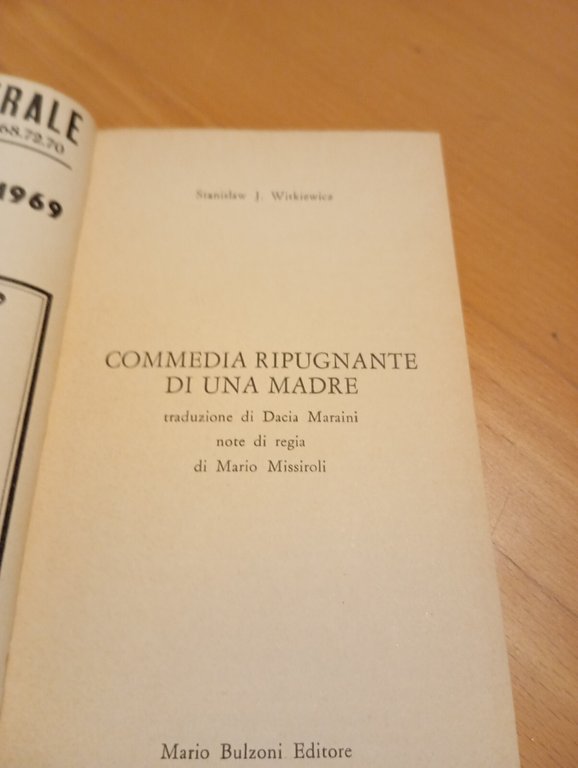 RALE
68.72.70
1969
Stanisław J. Witkiewicz
COMMEDIA RIPUGNANTE
DI UNA MADRE
traduzione di Dacia Maraini
note di regia
di Mario Missiroli
Mario Bulzoni Editore